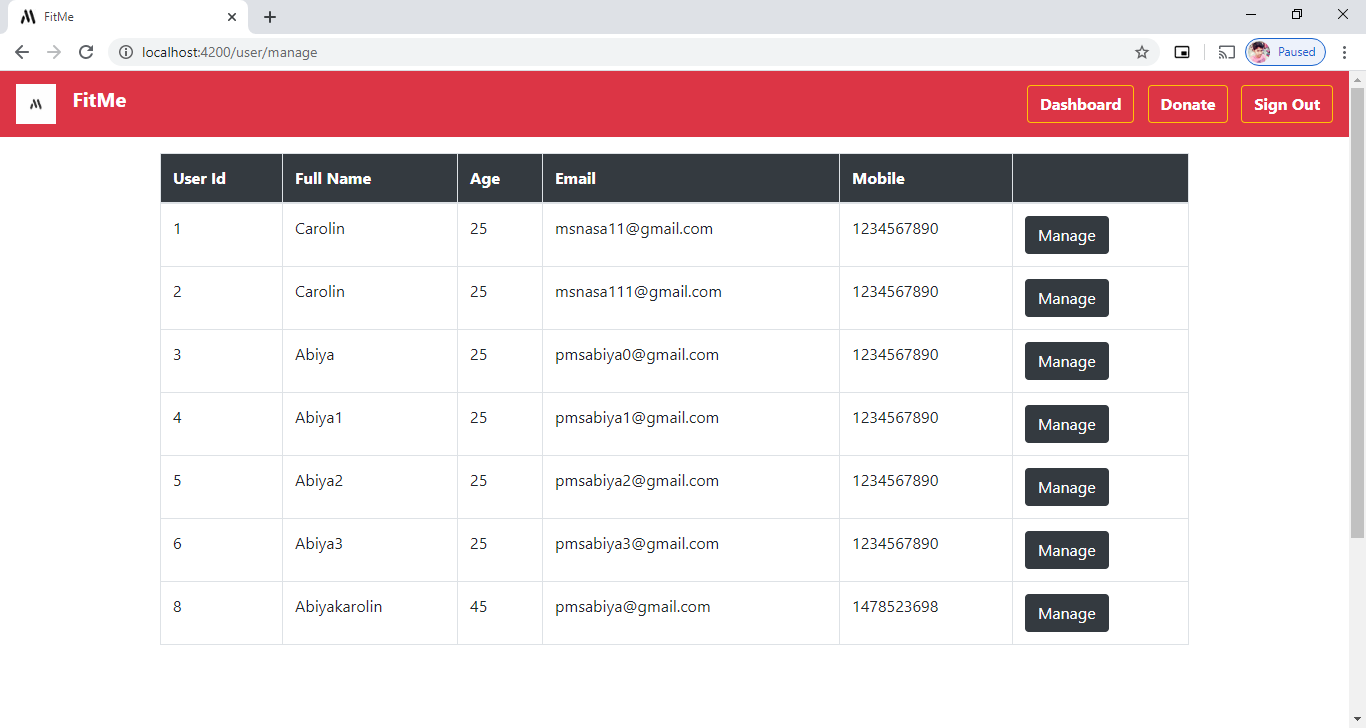 FitMe
localhost:4200/user/manage
Paused
FitMe Dashboard Donate Sign Out
User Id Full Name Age Email Mobile
1 Carolin 25 msnasa11@gmail.com 1234567890 Manage
2 Carolin 25 msnasa111@gmail.com 1234567890 Manage
3 Abiya 25 pmsabiya0@gmail.com 1234567890 Manage
4 Abiya1 25 pmsabiya1@gmail.com 1234567890 Manage
5 Abiya2 25 pmsabiya2@gmail.com 1234567890 Manage
6 Abiya3 25 pmsabiya3@gmail.com 1234567890 Manage
8 Abiyakarolin 45 pmsabiya@gmail.com 1478523698 Manage